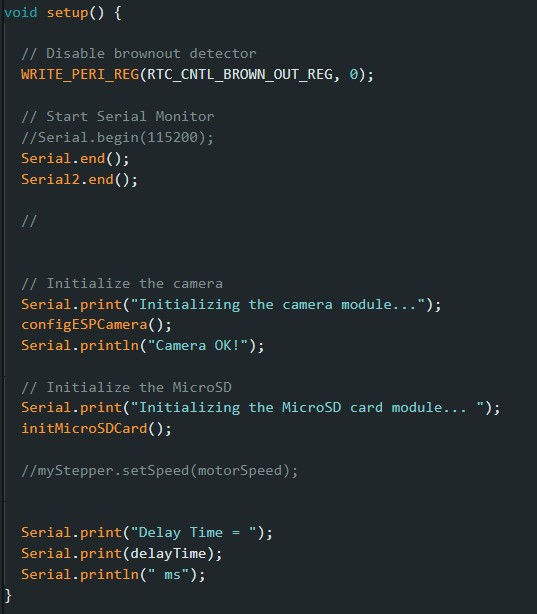 void setup() {
// Disable brownout detector
WRITE_PERI_REG(RTC_CNTL_BROWN_OUT_REG, 0);
// Start Serial Monitor
//Serial.begin(115200);
Serial.end();
Serial2.end();
//
// Initialize the camera
Serial.print("Initializing the camera module...");
configESPCamera();
Serial.println("Camera OK!");
// Initialize the MicroSD
Serial.print("Initializing the MicroSD card module... ");
initMicroSDCard();
//myStepper.setSpeed(motorSpeed);
Serial.print("Delay Time = ");
Serial.print(delayTime);
Serial.println(" ms");
}